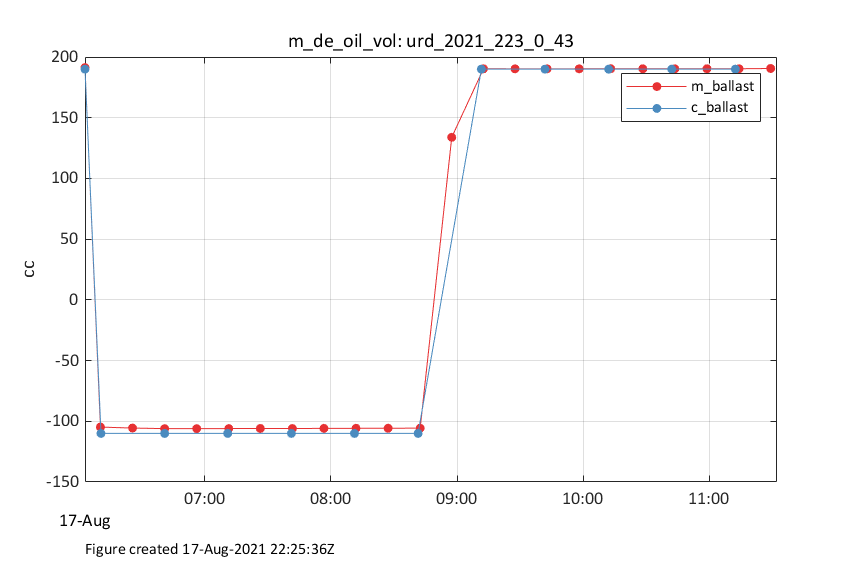 m_de_oil_vol: urd_2021_223_0_43
200
150
100
50
0
-50
-100
-150
cc
m_ballast
c_ballast
07:00 08:00 09:00 10:00 11:00
17-Aug
Figure created 17-Aug-2021 22:25:36Z